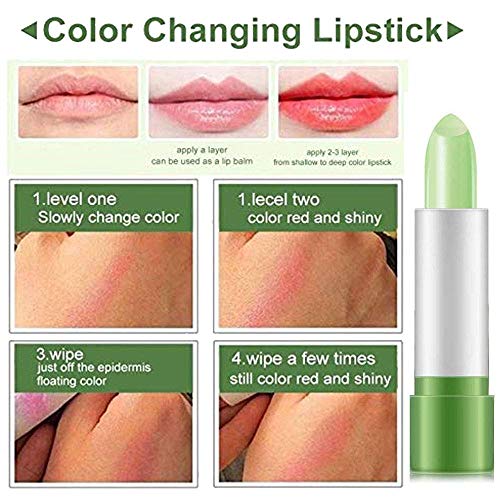 Color Changing Lipstick
apply a layer
can be used as a lip balm
apply 2-3 layer
from shallow to deep color lipstick
1.level one
Slowly change color
1.lecel two
color red and shiny
3.wipe
just off the epidermis
floating color
4.wipe a few times
still color red and shiny